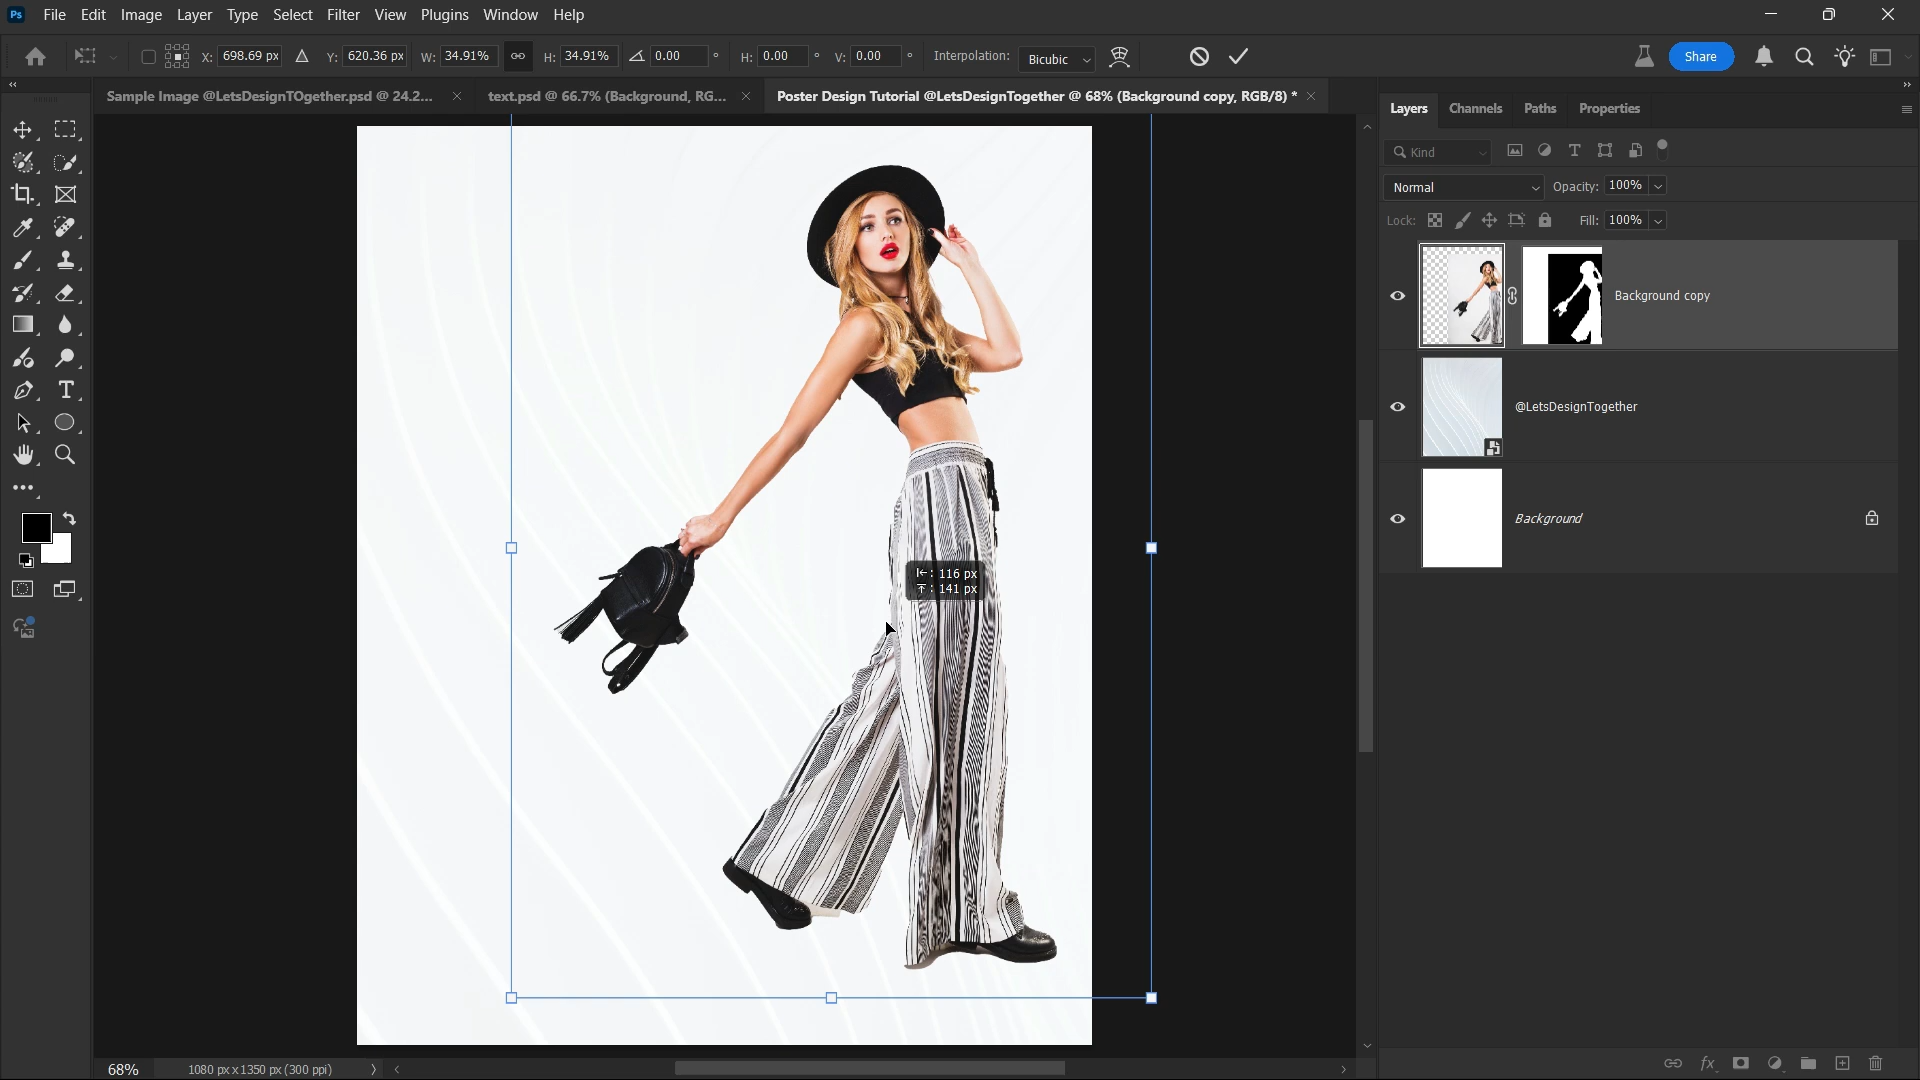 Ps File Edit Image Layer Type Select Filter View Plugins Window Help
X: 698.69 px Y: 620.36 px W: 34.91% H: 34.91% 0.00 ° H: 0.00 ° V: 0.00 ° Interpolation: Bicubic Share
Sample Image @LetsDesignTOgether.psd @ 24.2... text.psd @ 66.7% (Background, RG... Poster Design Tutorial @LetsDesignTogether @ 68% (Background copy, RGB/8) *
Layers Channels Paths Properties
Kind
Normal Opacity: 100%
Lock: Fill: 100%
Background copy
@LetsDesignTogether
Background
: 116 px
: 141 px
68% 1080 px x 1350 px (300 ppi)